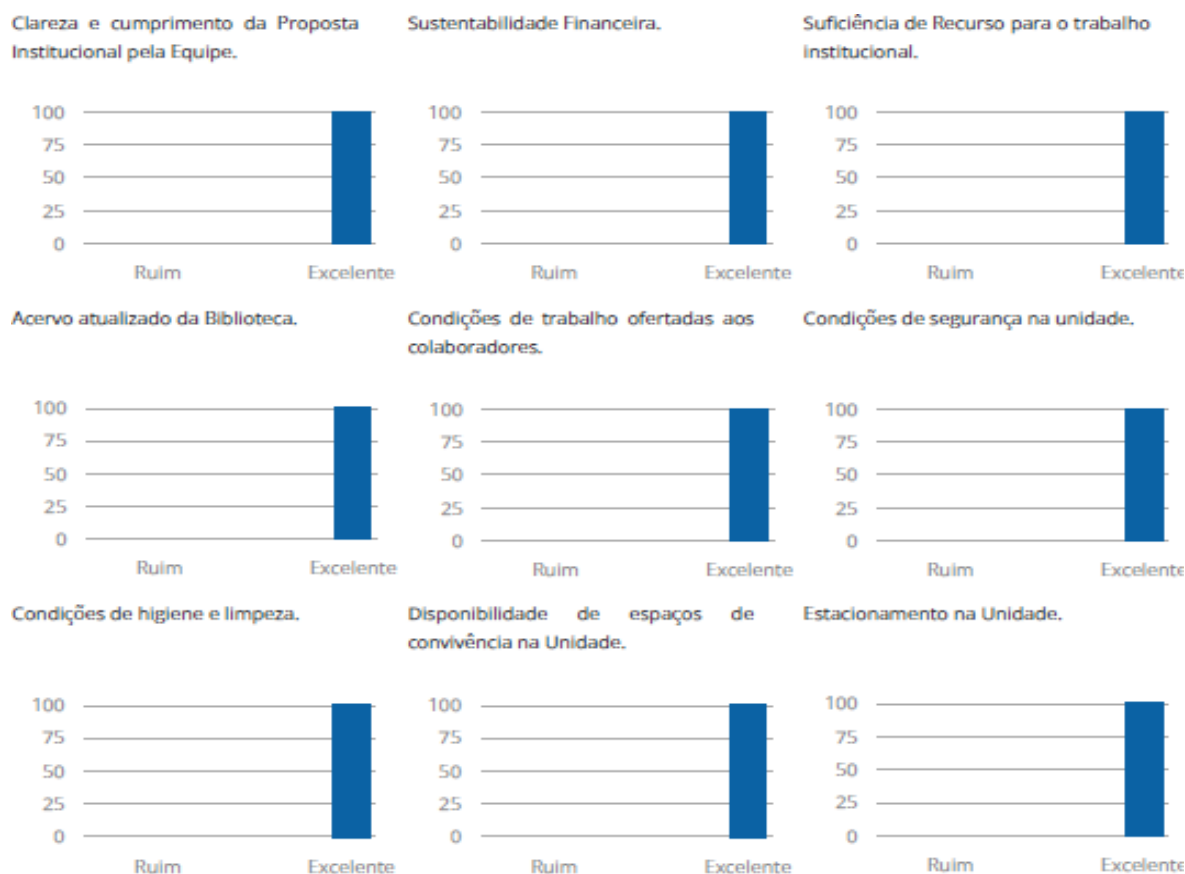 Clareza e cumprimento da Proposta
Institucional pela Equipe.
100
75
50
25
0
Ruim Excelente
Sustentabilidade Financeira.
100
75
50
25
0
Ruim Excelente
Suficiência de Recurso para o trabalho
institucional.
100
75
50
25
0
Ruim Excelente
Acervo atualizado da Biblioteca.
100
75
50
25
0
Ruim Excelente
Condições de trabalho ofertadas aos
colaboradores.
100
75
50
25
0
Ruim Excelente
Condições de segurança na unidade.
100
75
50
25
0
Ruim Excelente
Condições de higiene e limpeza.
100
75
50
25
0
Ruim Excelente
Disponibilidade de espaços de
convivência na Unidade.
100
75
50
25
0
Ruim Excelente
Estacionamento na Unidade.
100
75
50
25
0
Ruim Excelente